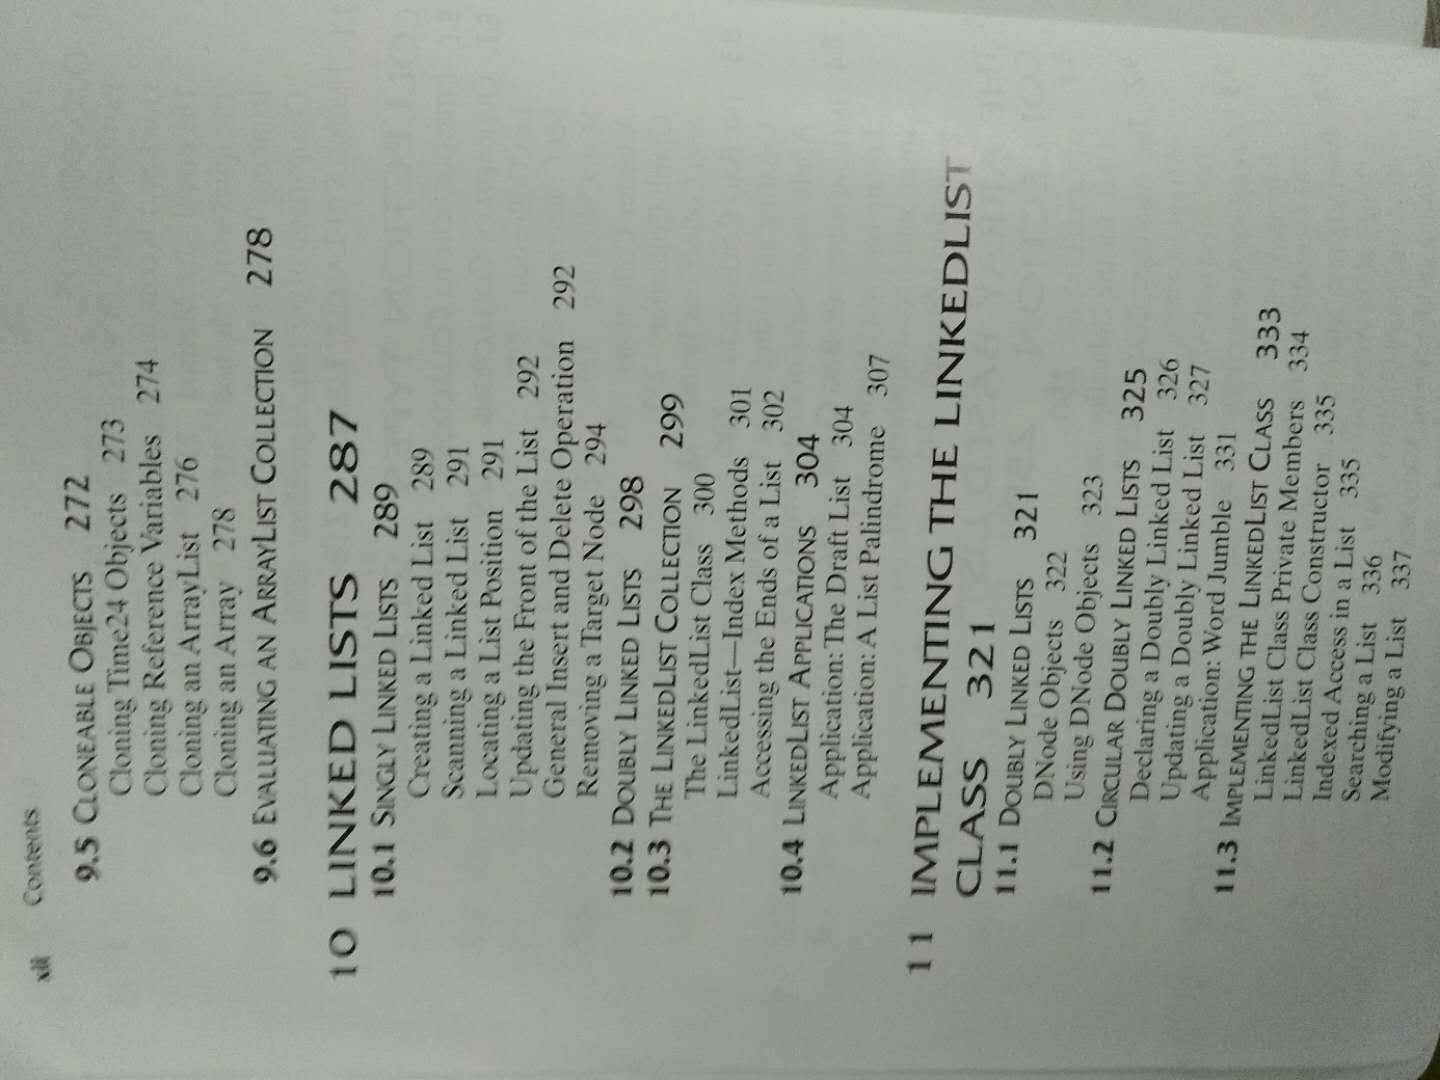 xii Contents
9.5 CLONEABLE OBJECTS 272
Cloning Time24 Objects 273
Cloning Reference Variables 274
Cloning an ArrayList 276
Cloning an Array 278
9.6 EVALUATING AN ARRAYLIST COLLECTION 278
10 LINKED LISTS 287
10.1 SINGLY LINKED LISTS 289
Creating a Linked List 289
Scanning a Linked List 291
Locating a List Position 291
Updating the Front of the List 292
General Insert and Delete Operation 292
Removing a Target Node 294
10.2 DOUBLY LINKED LISTS 298
10.3 THE LINKEDLIST COLLECTION 299
The LinkedList Class 300
LinkedList—Index Methods 301
Accessing the Ends of a List 302
10.4 LINKEDLIST APPLICATIONS 304
Application: The Draft List 304
Application: A List Palindrome 307
11 IMPLEMENTING THE LINKEDLIST
CLASS 321
11.1 DOUBLY LINKED LISTS 321
DNode Objects 322
Using DNode Objects 323
11.2 CIRCULAR DOUBLY LINKED LISTS 325
Declaring a Doubly Linked List 326
Updating a Doubly Linked List 327
Application: Word Jumble 331
11.3 IMPLEMENTING THE LINKEDLIST CLASS 333
LinkedList Class Private Members 334
LinkedList Class Constructor 335
Indexed Access in a List 335
Searching a List 336
Modifying a List 337